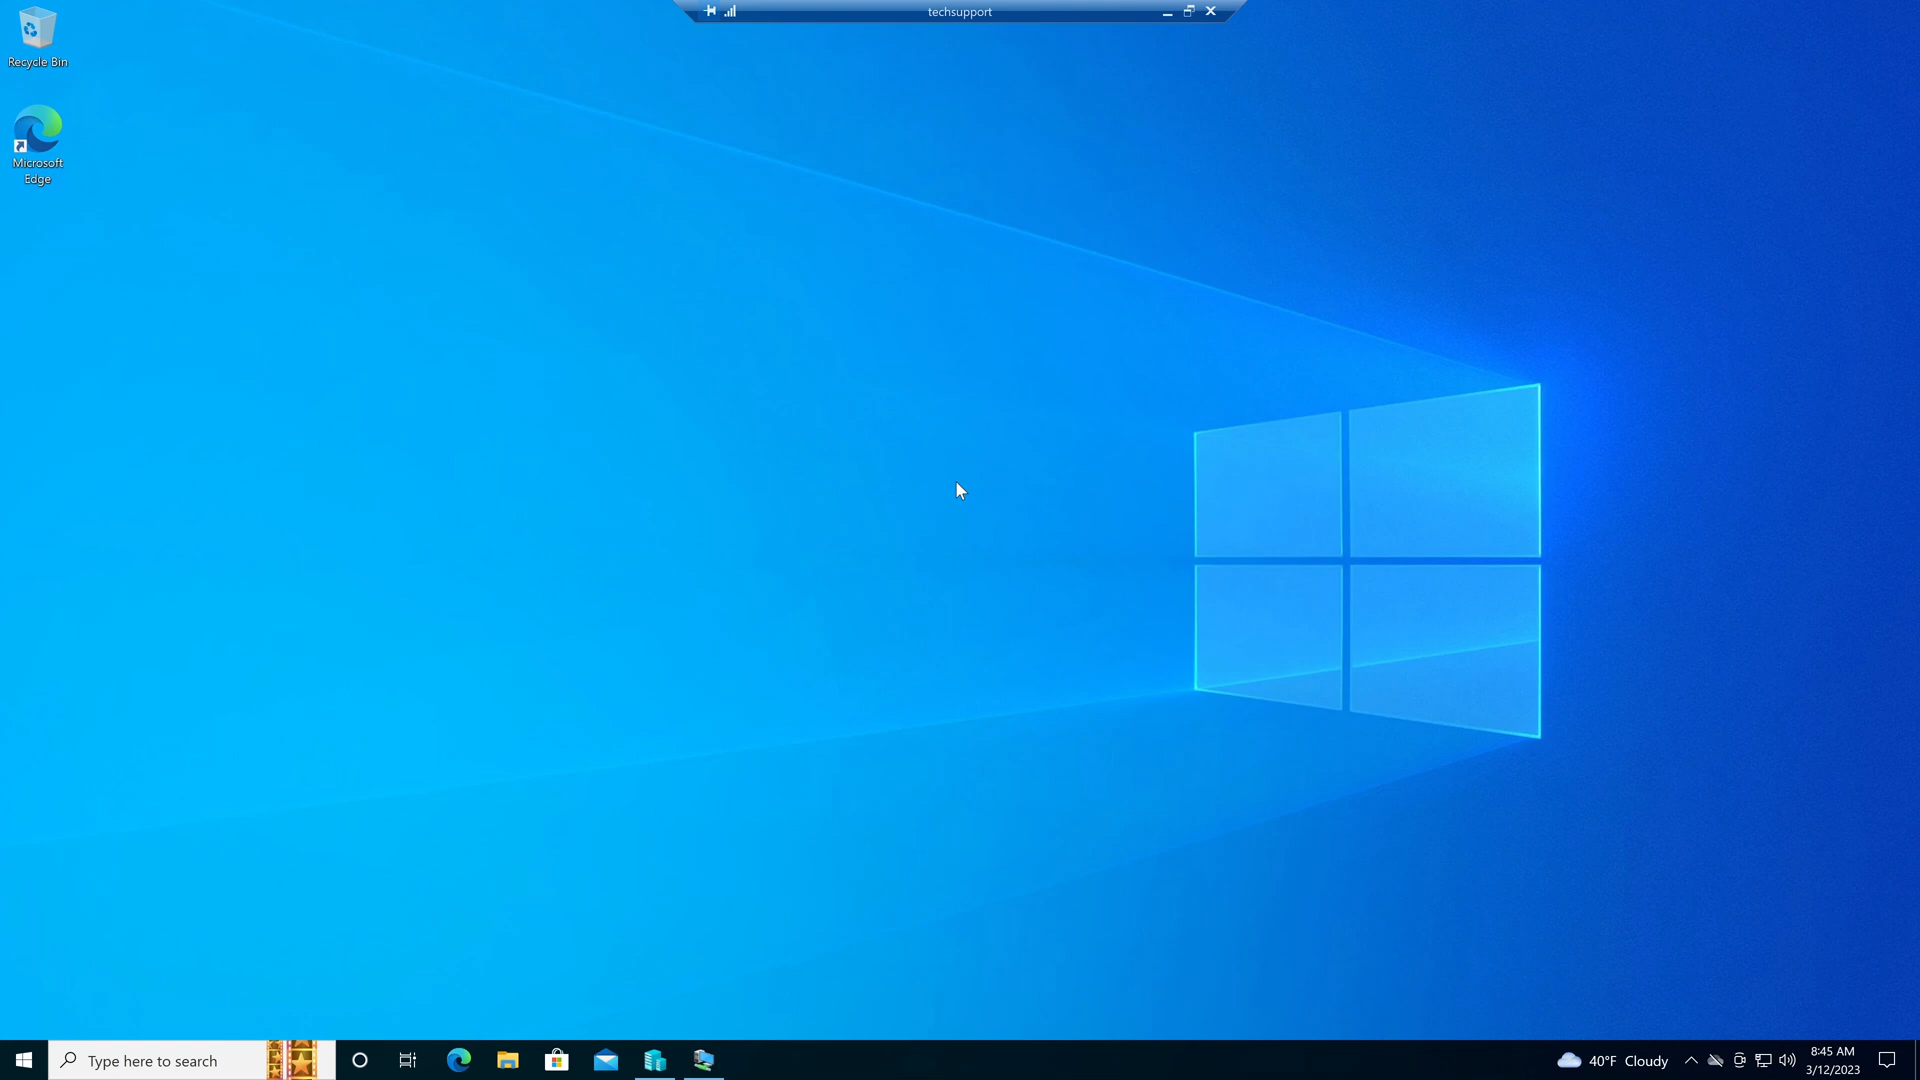 techsupport
Recycle Bin
Microsoft
Edge
Type here to search
40°F Cloudy
8:45 AM
3/12/2023